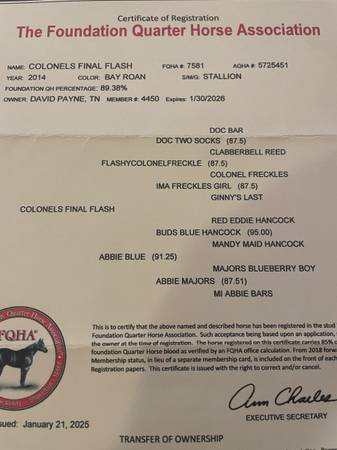 Certificate of Registration
The Foundation Quarter Horse Association
NAME: COLONELS FINAL FLASH FQHA #: 7581 AQHA #: 5725451
YEAR: 2014 COLOR: BAY ROAN S/M/G: STALLION
FOUNDATION QH PERCENTAGE: 89.38%
OWNER: DAVID PAYNE, TN MEMBER #: 4450 Expires: 1/30/2026
DOC BAR
DOC TWO SOCKS (87.5)
CLABBERBELL REED
FLASHYCOLONELFRECKLE (87.5)
COLONEL FRECKLES
IMA FRECKLES GIRL (87.5)
GINNY'S LAST
COLONELS FINAL FLASH
RED EDDIE HANCOCK
BUDS BLUE HANCOCK (95.00)
MANDY MAID HANCOCK
ABBIE BLUE (91.25)
MAJORS BLUEBERRY BOY
ABBIE MAJORS (87.51)
MI ABBIE BARS
Quarter Horse
FQHA
This is to certify that the above named and described horse has been registered in the stud
Foundation Quarter Horse Association. Such acceptance being based upon an application,
the owner at the time of registration. The horse registered on this certificate carries 85%
foundation Quarter Horse blood as verified by an FQHA office calculation. From 2018 forw
Membership status, in lieu of a separate membership card, is included on the front of each
Registration papers. This certificate is issued with the right to correct and/or cancel.
Ann Charles
EXECUTIVE SECRETARY
sued: January 21, 2025
TRANSFER OF OWNERSHIP